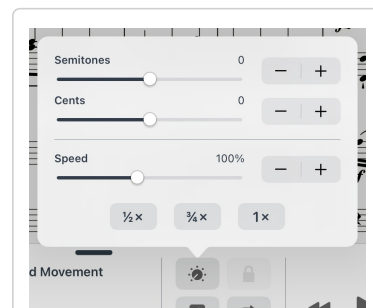 Semitones 0
− +
Cents 0
− +
Speed 100%
− +
½× ¾× 1×
d Movement